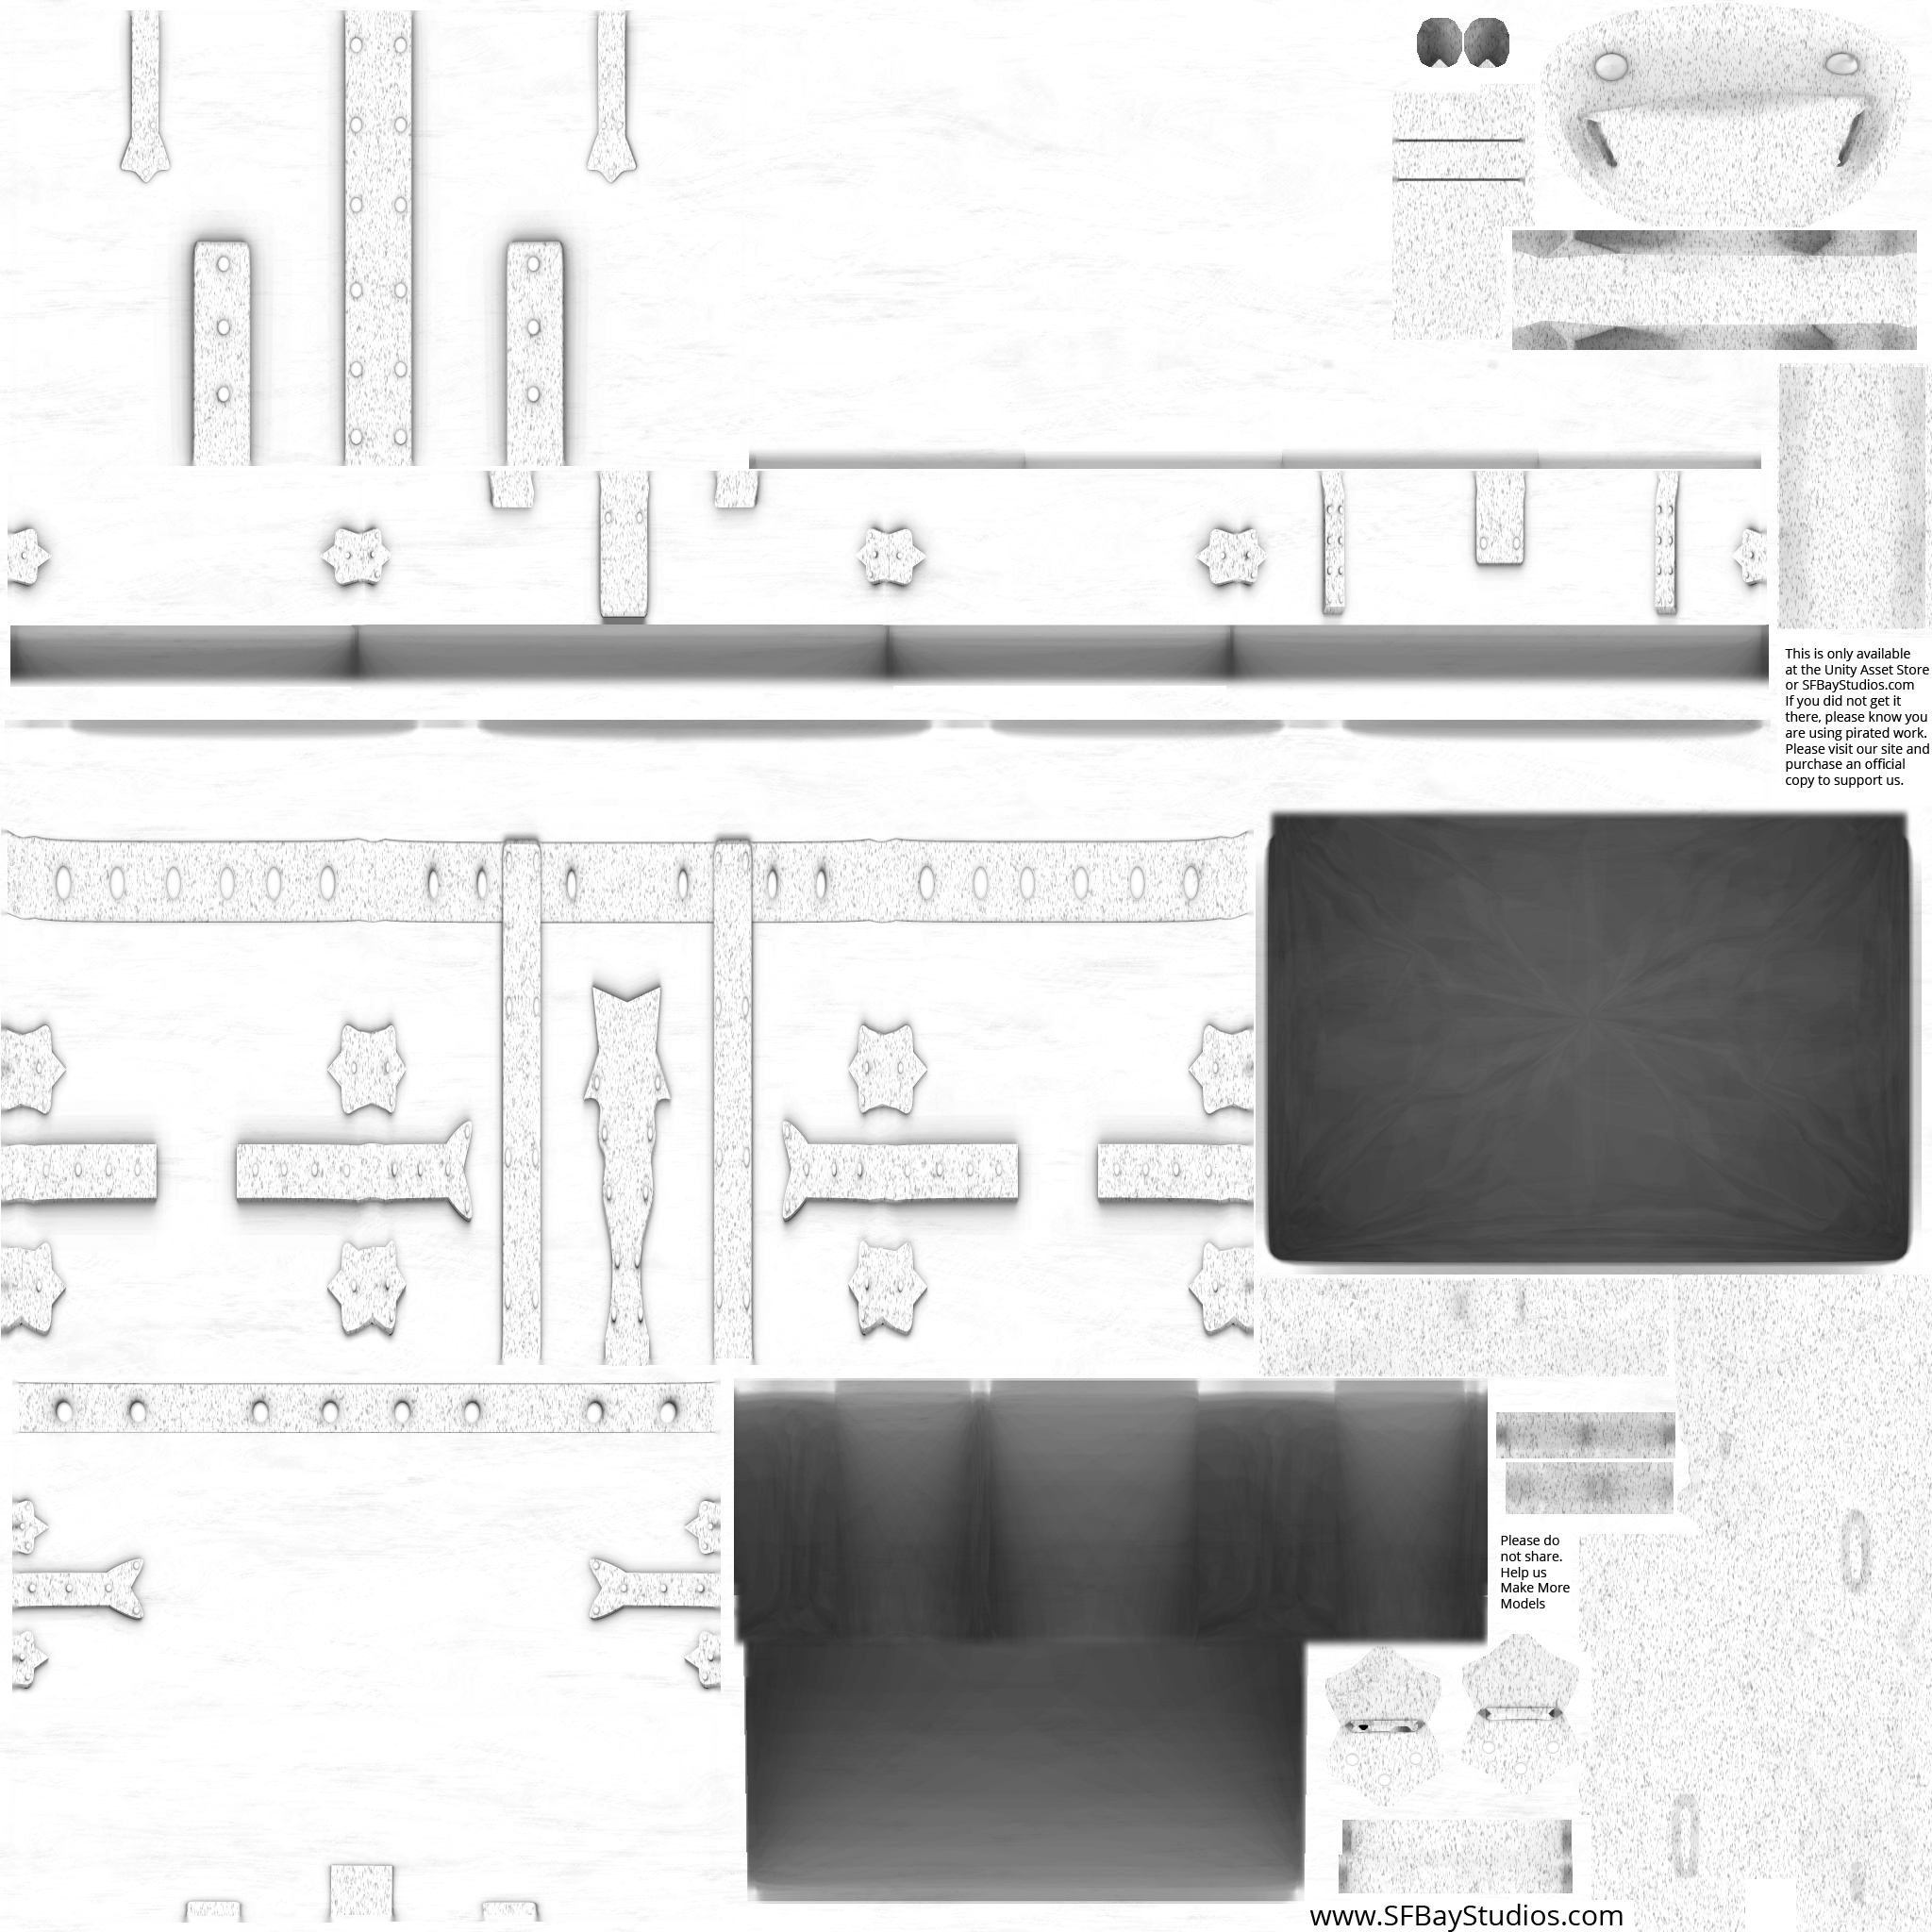 This is only available
at the Unity Asset Store
or SFBayStudios.com
If you did not get it
there, please know you
are using pirated work.
Please visit our site and
purchase an official
copy to support us.
Please do
not share.
Help us
Make More
Models
www.SFBayStudios.com